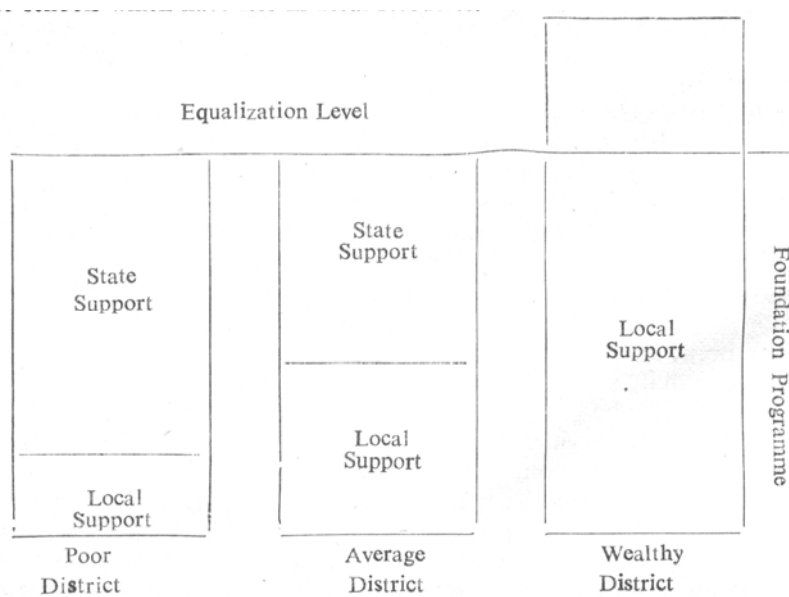 Equalization Level
State
Support
State
Support
Local
Support
Foundation Programme
Local
Support
Local
Support
Poor
District
Average
District
Wealthy
District